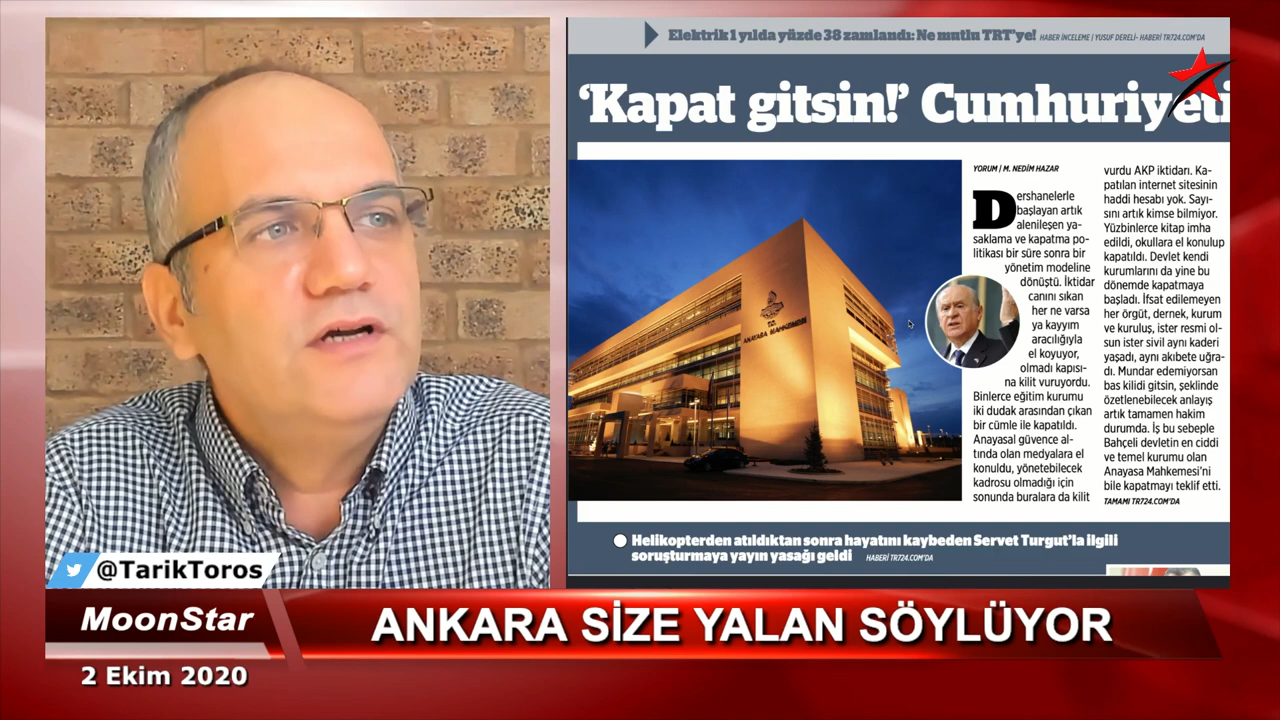 Elektrik 1 yılda yüzde 38 zamlandı: Ne mutlu TRT'ye! HABER İNCELEME | YUSUF DERELİ- HABERİ TR724.COM'DA
'Kapat gitsin!' Cumhuriyeti
YORUM | M. NEDİM HAZAR
Dershanelerle
başlayan artık
alenileşen ya-
saklama ve kapatma po-
litikası bir süre sonra bir
yönetim modeline
dönüştü. İktidar
canını sıkan
her ne varsa
ya kayyım
aracılığıyla
el koyuyor,
olmadı kapısı-
na kilit vuruyordu.
Binlerce eğitim kurumu
iki dudak arasından çıkan
bir cümle ile kapatıldı.
Anayasal güvence al-
tında olan medyalara el
konuldu, yönetebilecek
kadrosu olmadığı için
sonunda buralara da kilit
vurdu AKP iktidarı. Ka-
patılan internet sitesinin
haddi hesabı yok. Sayı-
sını artık kimse bilmiyor.
Yüzbinlerce kitap imha
edildi, okullara el konulup
kapatıldı. Devlet kendi
kurumlarını da yine bu
dönemde kapatmaya
başladı. İfsat edilemeyen
her örgüt, dernek, kurum
ve kuruluş, ister resmi ol-
sun ister sivil aynı kaderi
yaşadı, aynı akıbete uğra-
dı. Mundar edemiyorsan
bas kilidi gitsin, şeklinde
özetlenebilecek anlayış
artık tamamen hakim
durumda. İş bu sebeple
Bahçeli devletin en ciddi
ve temel kurumu olan
Anayasa Mahkemesi'ni
bile kapatmayı teklif etti.
TAMAMI TR724.COM'DA
T.C.
ANAYASA MAHKEMESİ
Helikopterden atıldıktan sonra hayatını kaybeden Servet Turgut'la ilgili
soruşturmaya yayın yasağı geldi HABERİ TR724.COM'DA
@TarikToros
MoonStar
ANKARA SİZE YALAN SÖYLÜYOR
2 Ekim 2020